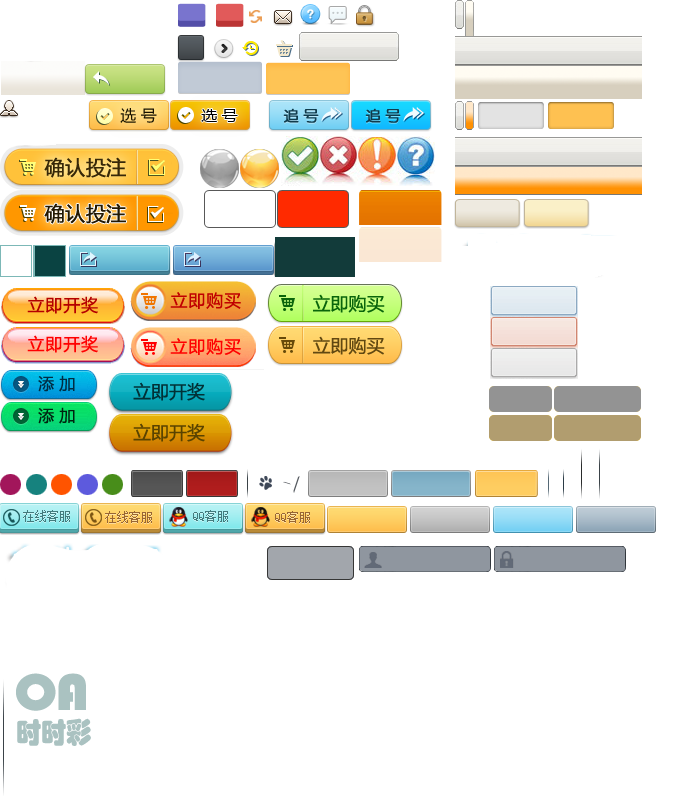 选号
选号
追号
追号
确认投注
确认投注
立即开奖
立即购买
立即购买
立即开奖
立即购买
立即购买
添加
立即开奖
添加
立即开奖
在线客服
在线客服
QQ客服
QQ客服
OA
时时彩